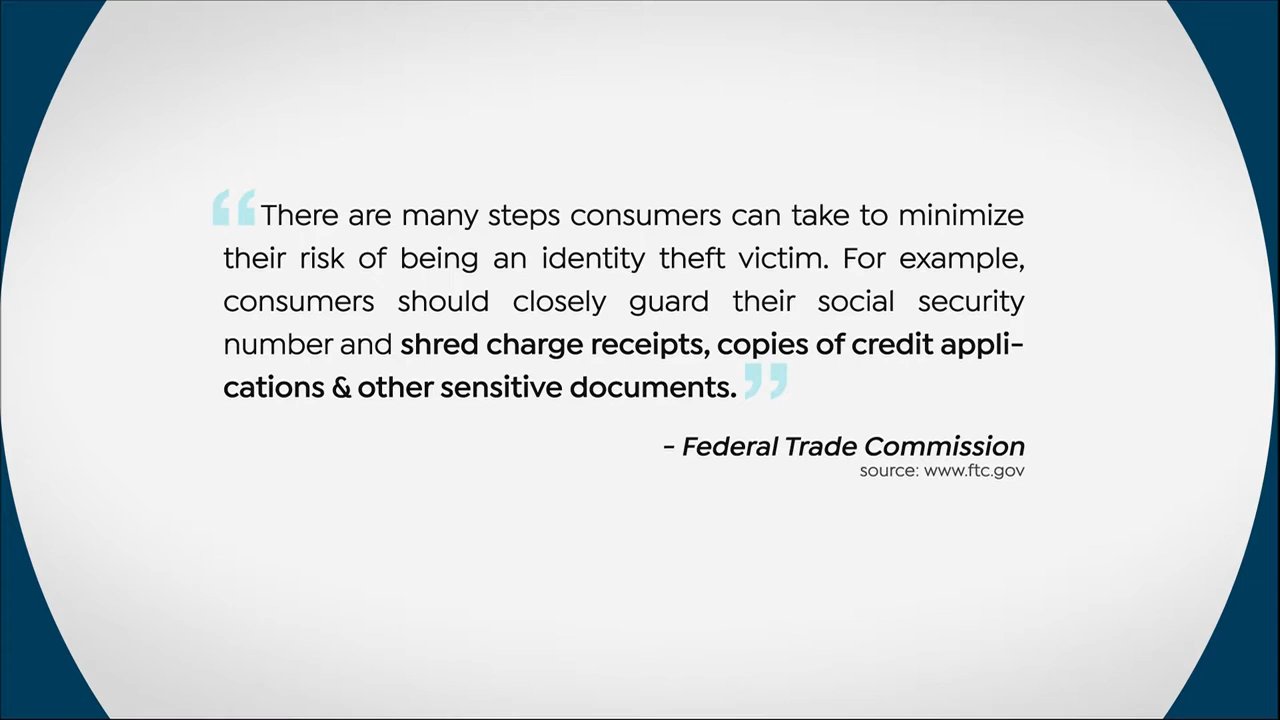 “There are many steps consumers can take to minimize
their risk of being an identity theft victim. For example,
consumers should closely guard their social security
number and shred charge receipts, copies of credit appli-
cations & other sensitive documents.”
- Federal Trade Commission
source: www.ftc.gov